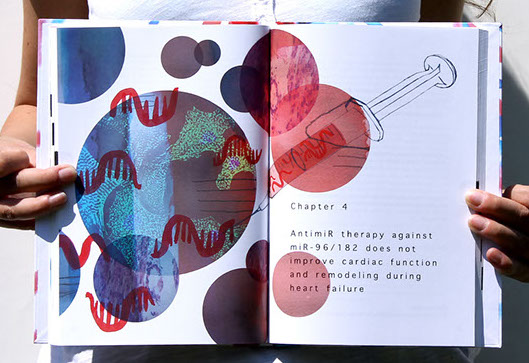 Chapter 4
AntimiR therapy against
miR-96/182 does not
improve cardiac function
and remodeling during
heart failure